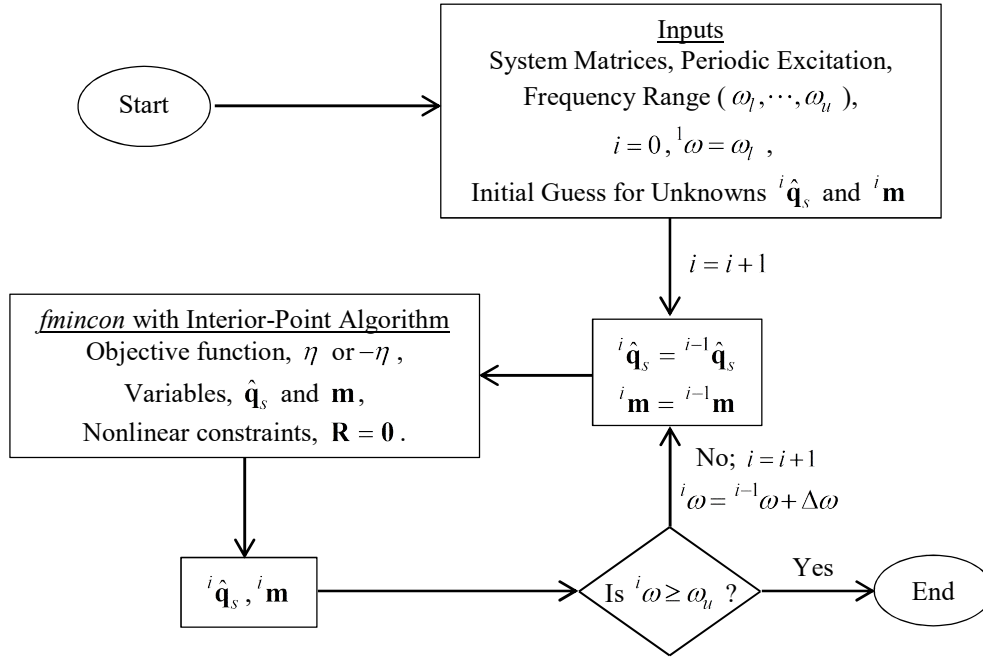 Start
Inputs
System Matrices, Periodic Excitation,
Frequency Range ( ω_l, ⋯, ω_u ),
i = 0 , ¹ω = ω_l ,
Initial Guess for Unknowns ⁱq̂_s and ⁱm
i = i + 1
ⁱq̂_s = ⁱ⁻¹q̂_s
ⁱm = ⁱ⁻¹m
fmincon with Interior-Point Algorithm
Objective function, η or −η ,
Variables, q̂_s and m ,
Nonlinear constraints, R = 0 .
ⁱq̂_s , ⁱm
Is ⁱω ≥ ω_u ?
No; i = i + 1
ⁱω = ⁱ⁻¹ω + Δω
Yes
End